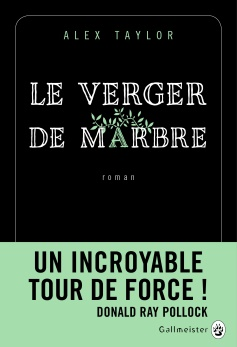 ALEX TAYLOR
LE VERGER
DE MARBRE
roman
UN INCROYABLE
TOUR DE FORCE !
DONALD RAY POLLOCK
Gallmeister